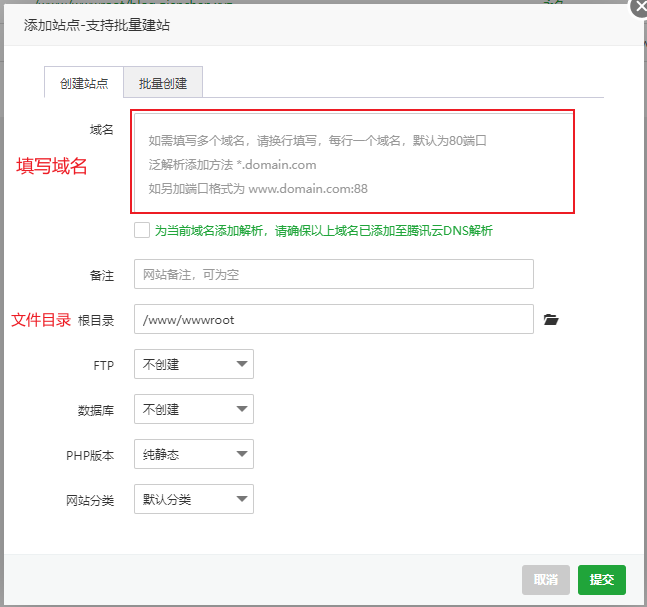 添加站点-支持批量建站
创建站点 批量创建
域名
如需填写多个域名，请换行填写，每行一个域名，默认为80端口
填写域名
泛解析添加方法 *.domain.com
如另加端口格式为 www.domain.com:88
为当前域名添加解析，请确保以上域名已添加至腾讯云DNS解析
备注 网站备注，可为空
文件目录 根目录 /www/wwwroot
FTP 不创建
数据库 不创建
PHP版本 纯静态
网站分类 默认分类
取消 提交